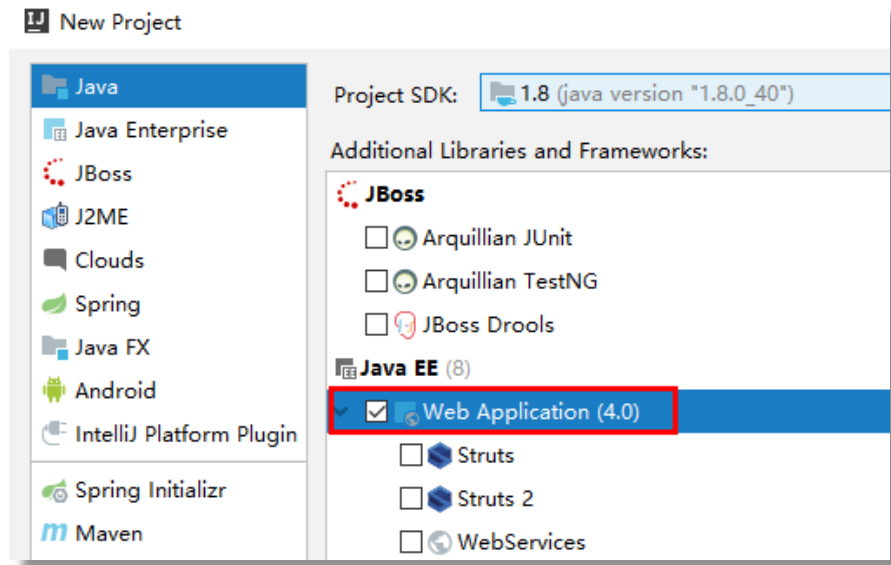 New Project
Java
Java Enterprise
JBoss
J2ME
Clouds
Spring
Java FX
Android
IntelliJ Platform Plugin
Spring Initializr
Maven
Project SDK: 1.8 (java version "1.8.0_40")
Additional Libraries and Frameworks:
JBoss
Arquillian JUnit
Arquillian TestNG
JBoss Drools
Java EE (8)
Web Application (4.0)
Struts
Struts 2
WebServices